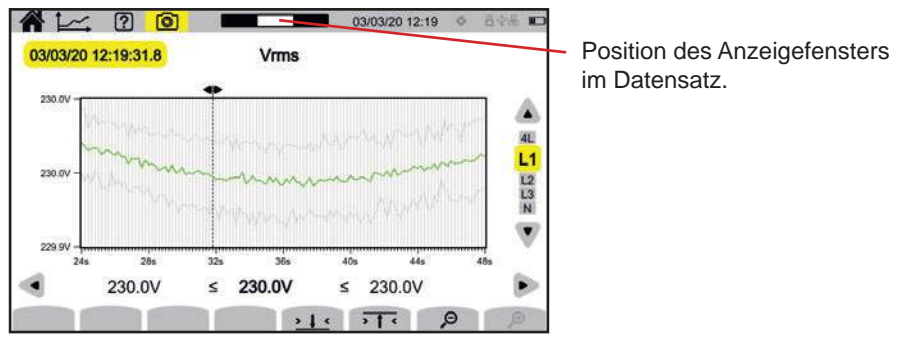 ?
03/03/20 12:19
03/03/20 12:19:31.8
Vrms
Position des Anzeigefensters
im Datensatz.
230.0V
230.0V
229.9V
24s 28s 32s 36s 40s 44s 48s
4L
L1
L2
L3
N
230.0V ≤ 230.0V ≤ 230.0V